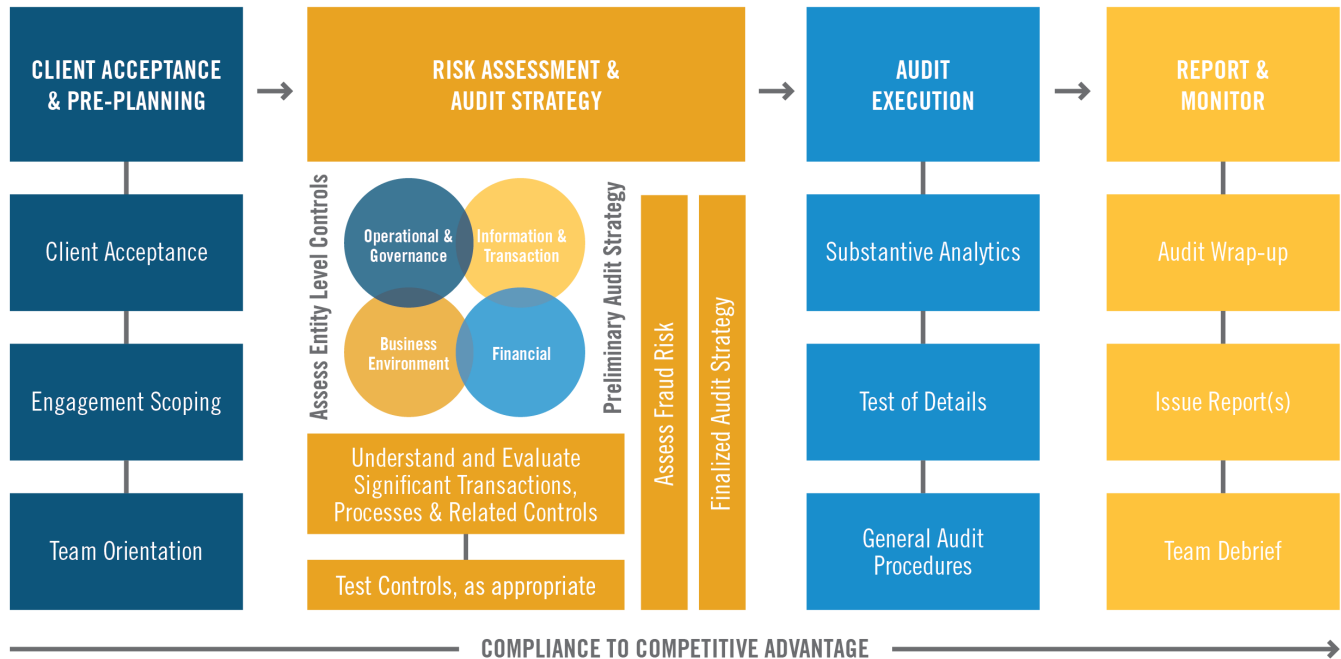 CLIENT ACCEPTANCE
& PRE-PLANNING
Client Acceptance
Engagement Scoping
Team Orientation
RISK ASSESSMENT &
AUDIT STRATEGY
Assess Entity Level Controls
Operational &
Governance
Information &
Transaction
Business
Environment
Financial
Preliminary Audit Strategy
Understand and Evaluate
Significant Transactions,
Processes & Related Controls
Test Controls, as appropriate
Assess Fraud Risk
Finalized Audit Strategy
AUDIT
EXECUTION
Substantive Analytics
Test of Details
General Audit
Procedures
REPORT &
MONITOR
Audit Wrap-up
Issue Report(s)
Team Debrief
COMPLIANCE TO COMPETITIVE ADVANTAGE